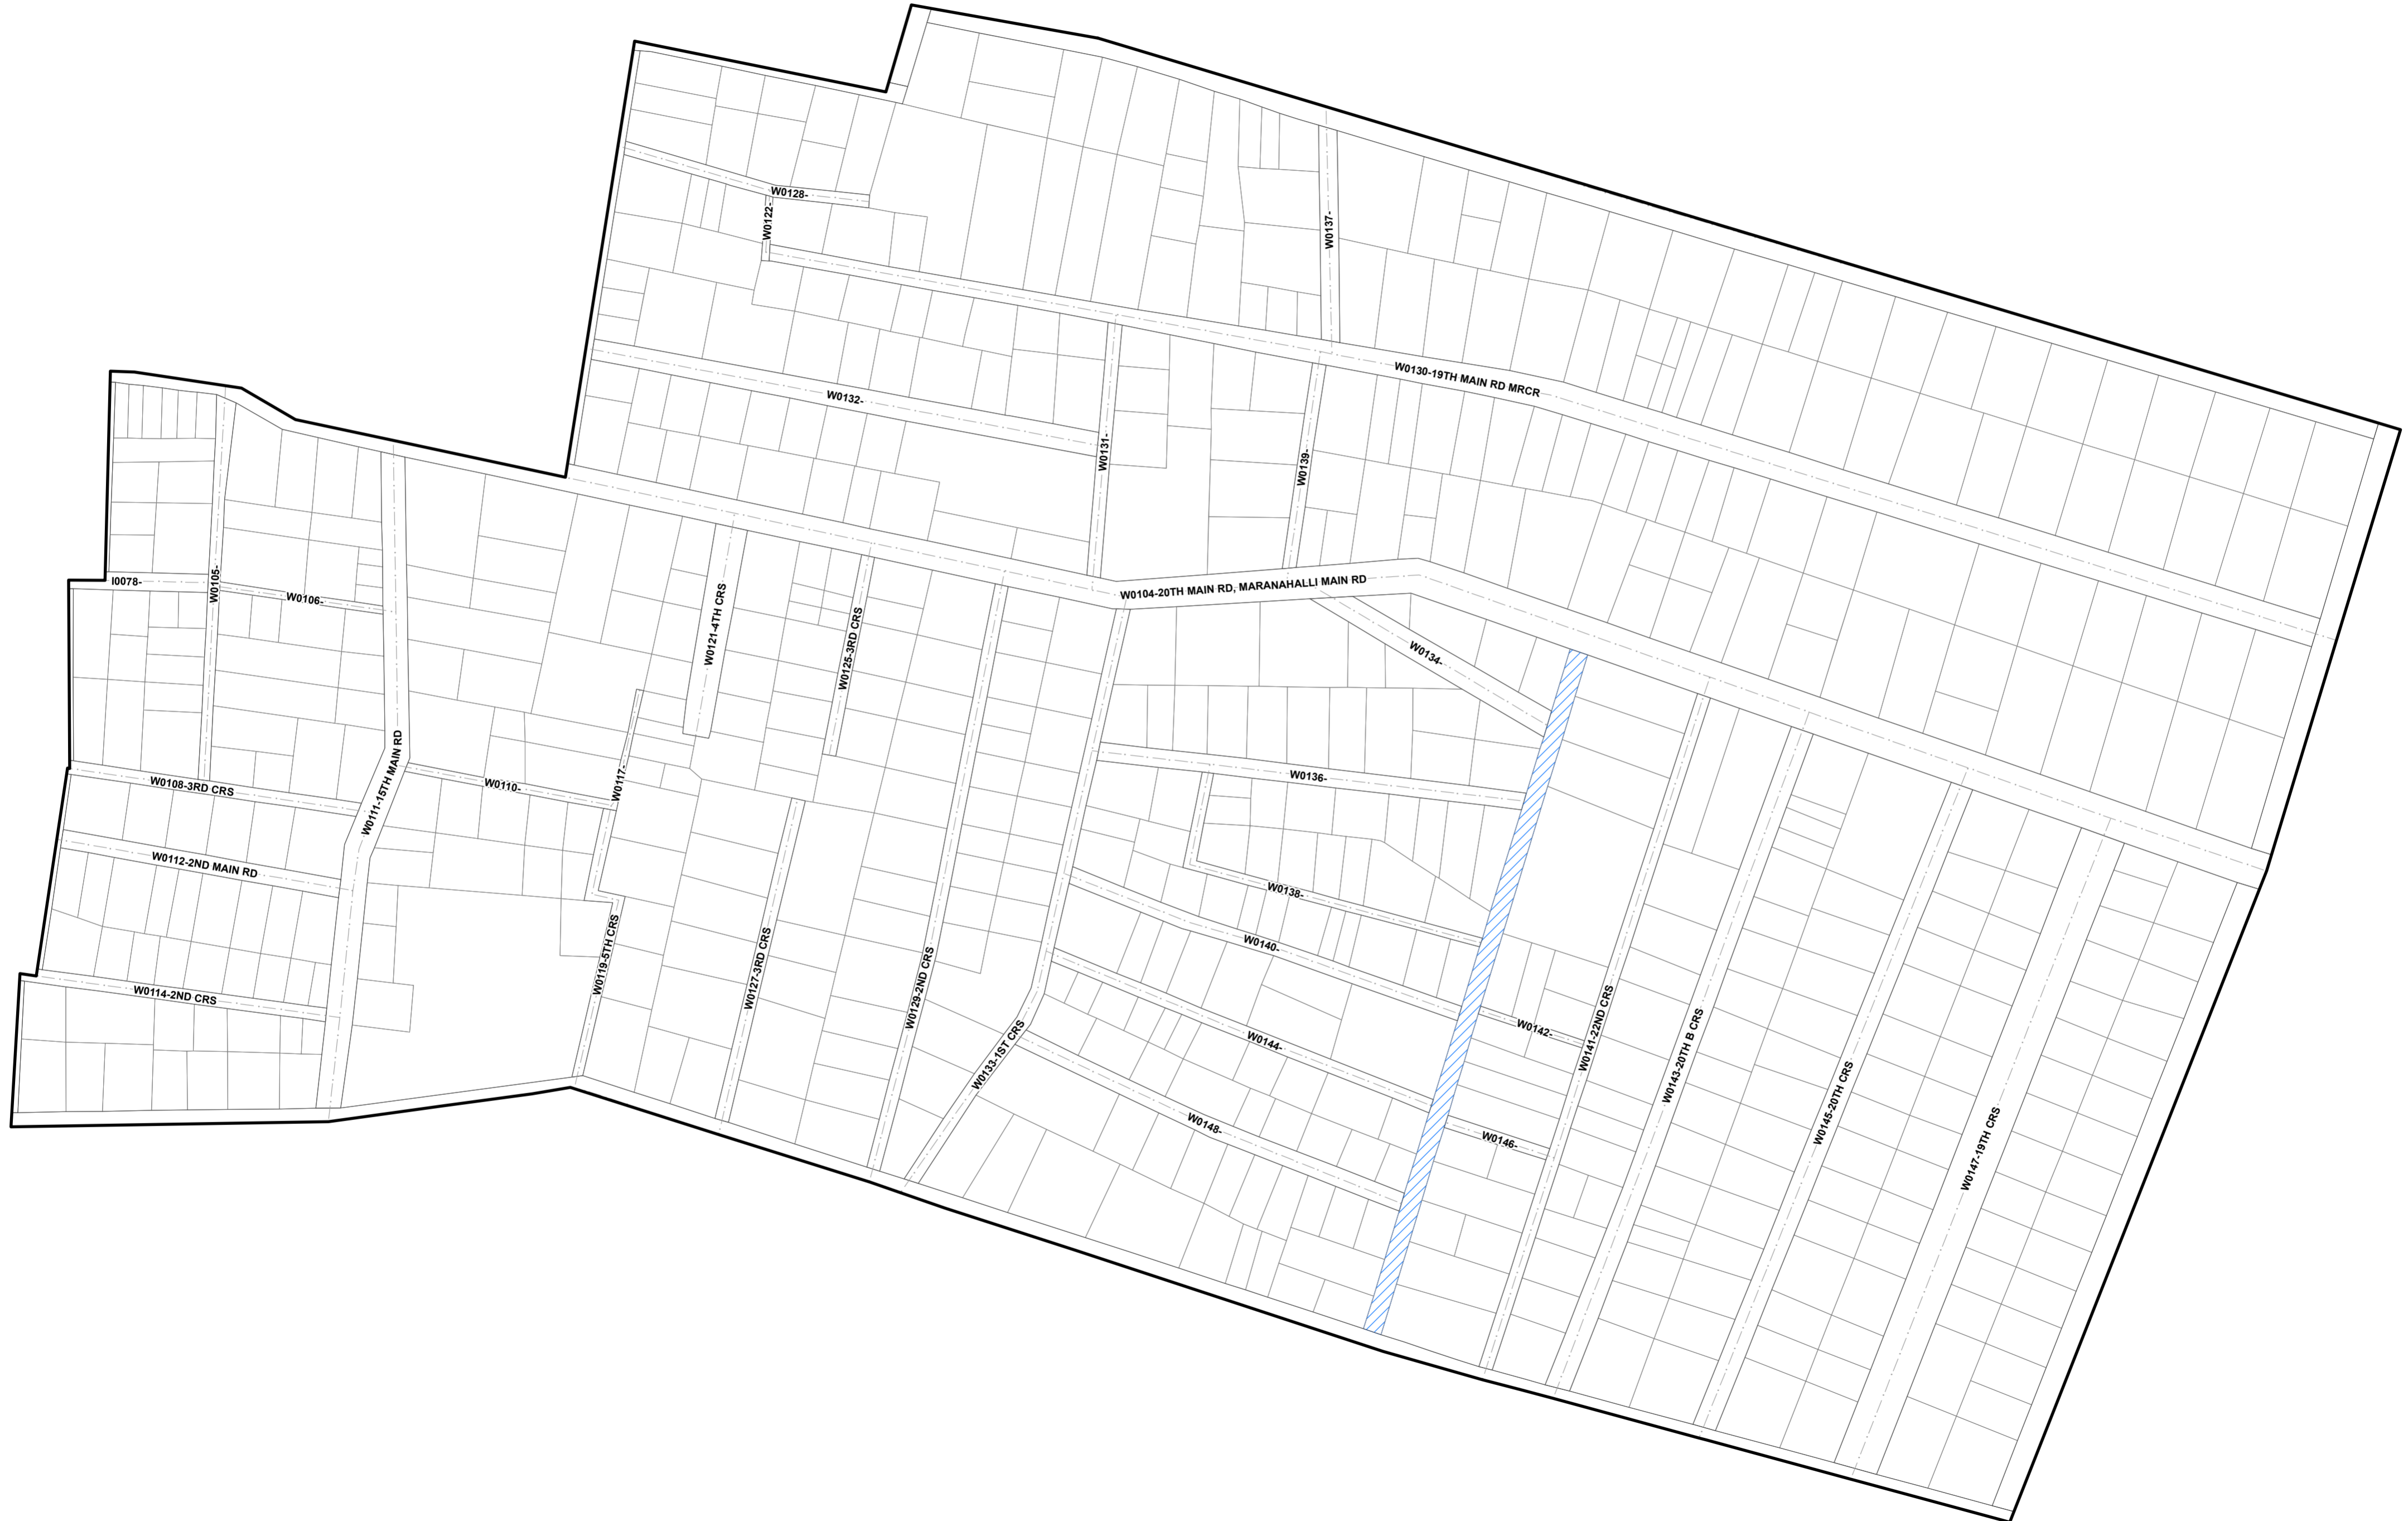 W0128-
W0122-
W0137-
W0130-19TH MAIN RD MRCR
W0132-
W0131-
W0139-
I0078-
W0105-
W0106-
W0104-20TH MAIN RD, MARANAHALLI MAIN RD
W0121-4TH CRS
W0125-3RD CRS
W0134-
W0108-3RD CRS
W011-15TH MAIN RD
W0110-
W0117-
W0136-
W0112-2ND MAIN RD
W0138-
W0114-2ND CRS
W0119-5TH CRS
W0127-3RD CRS
W0129-2ND CRS
W0140-
W0133-1ST CRS
W0144-
W0142-
W0141-22ND CRS
W0143-20TH B CRS
W0148-
W0146-
W0145-20TH CRS
W0147-19TH CRS